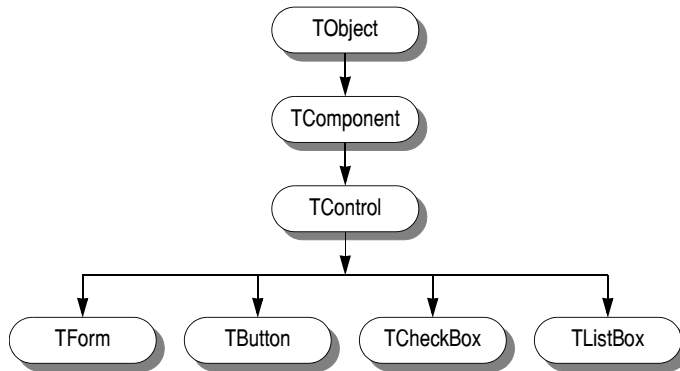 TObject
TComponent
TControl
TForm
TButton
TCheckBox
TListBox